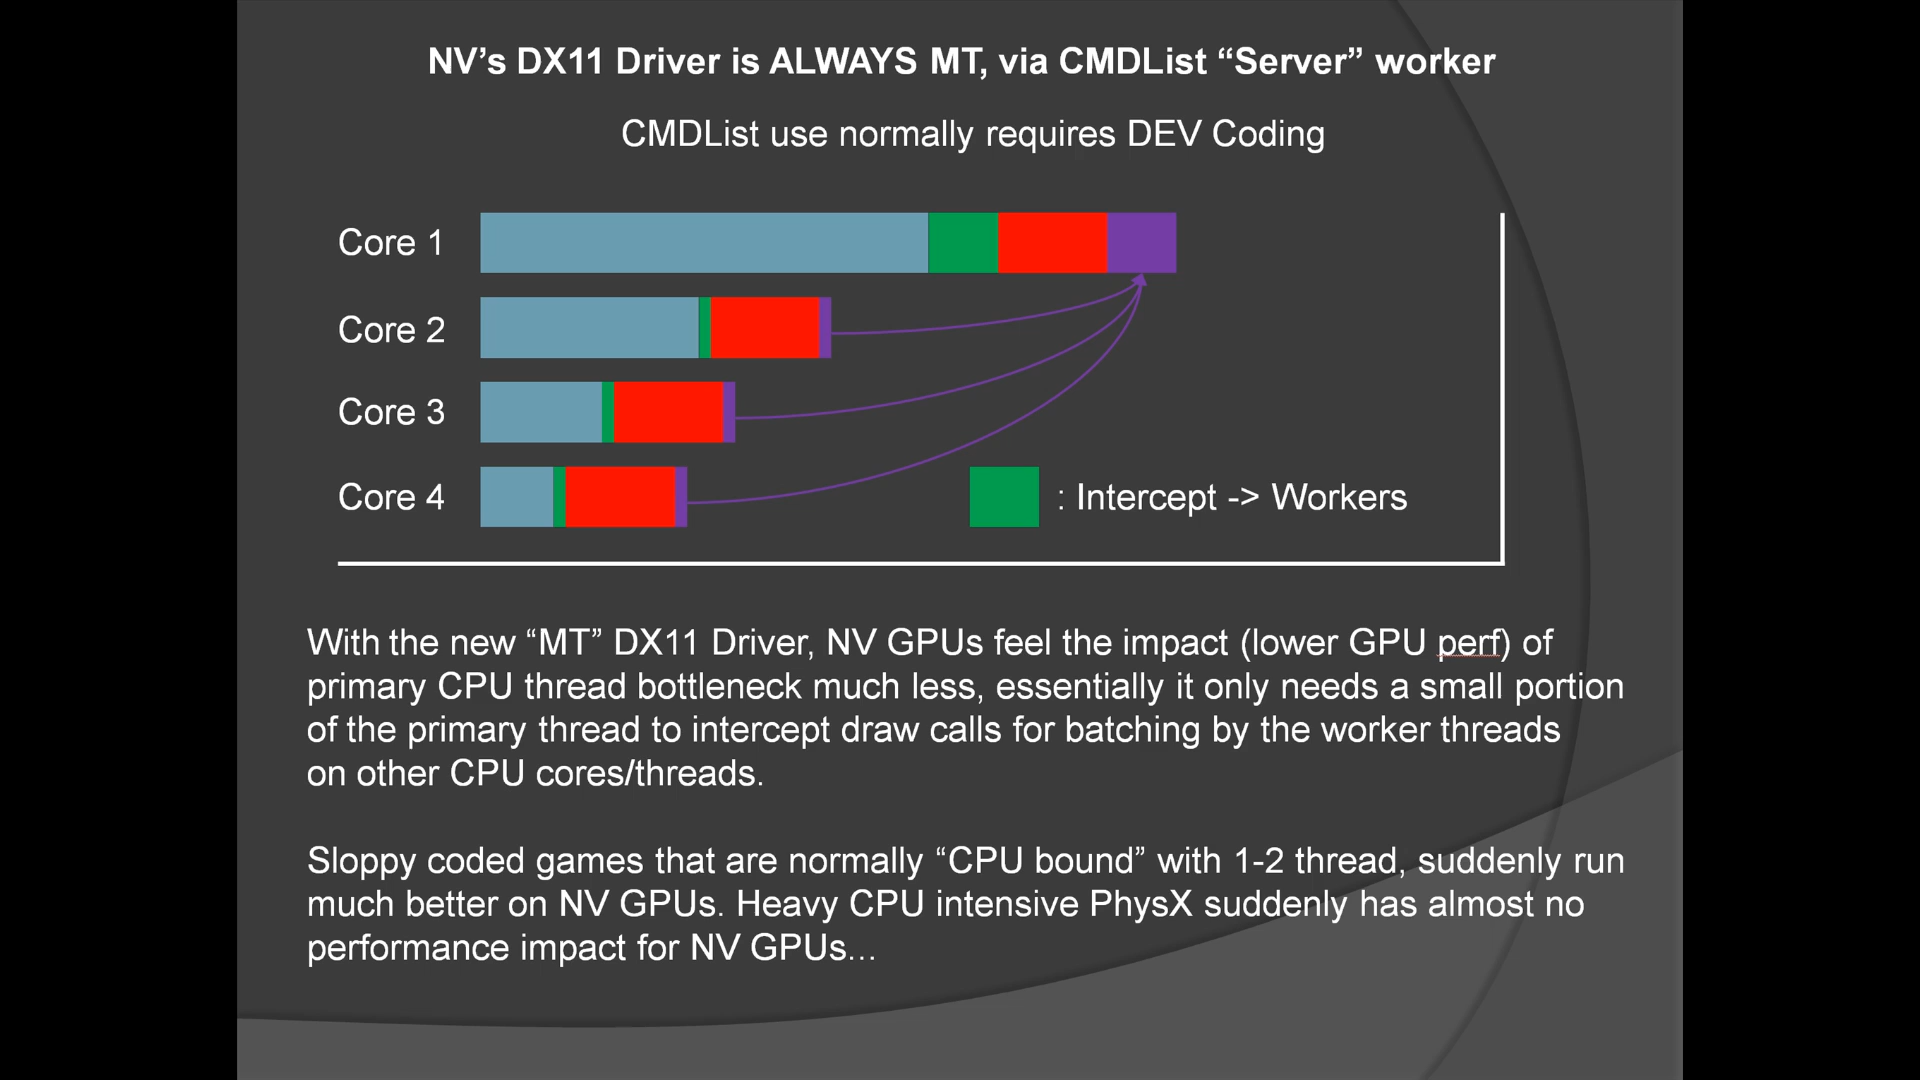 NV’s DX11 Driver is ALWAYS MT, via CMDList “Server” worker
CMDList use normally requires DEV Coding
Core 1
Core 2
Core 3
Core 4
: Intercept -> Workers
With the new “MT” DX11 Driver, NV GPUs feel the impact (lower GPU perf) of
primary CPU thread bottleneck much less, essentially it only needs a small portion
of the primary thread to intercept draw calls for batching by the worker threads
on other CPU cores/threads.
Sloppy coded games that are normally “CPU bound” with 1-2 thread, suddenly run
much better on NV GPUs. Heavy CPU intensive PhysX suddenly has almost no
performance impact for NV GPUs...